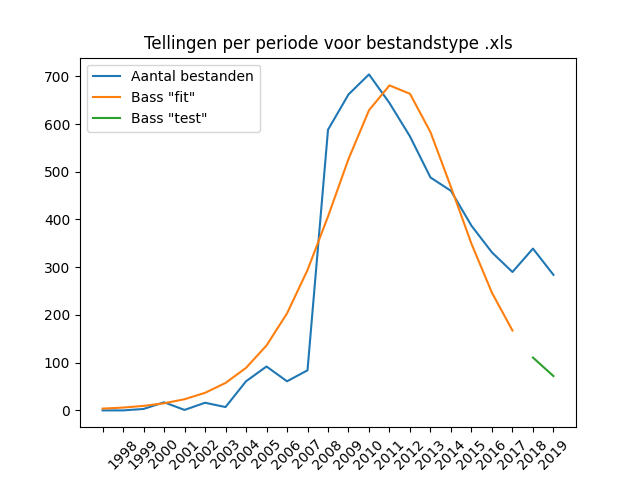 Tellingen per periode voor bestandstype .xls
Aantal bestanden
Bass "fit"
Bass "test"
700
600
500
400
300
200
100
0
1998 1999 2000 2001 2002 2003 2004 2005 2006 2007 2008 2009 2010 2011 2012 2013 2014 2015 2016 2017 2018 2019